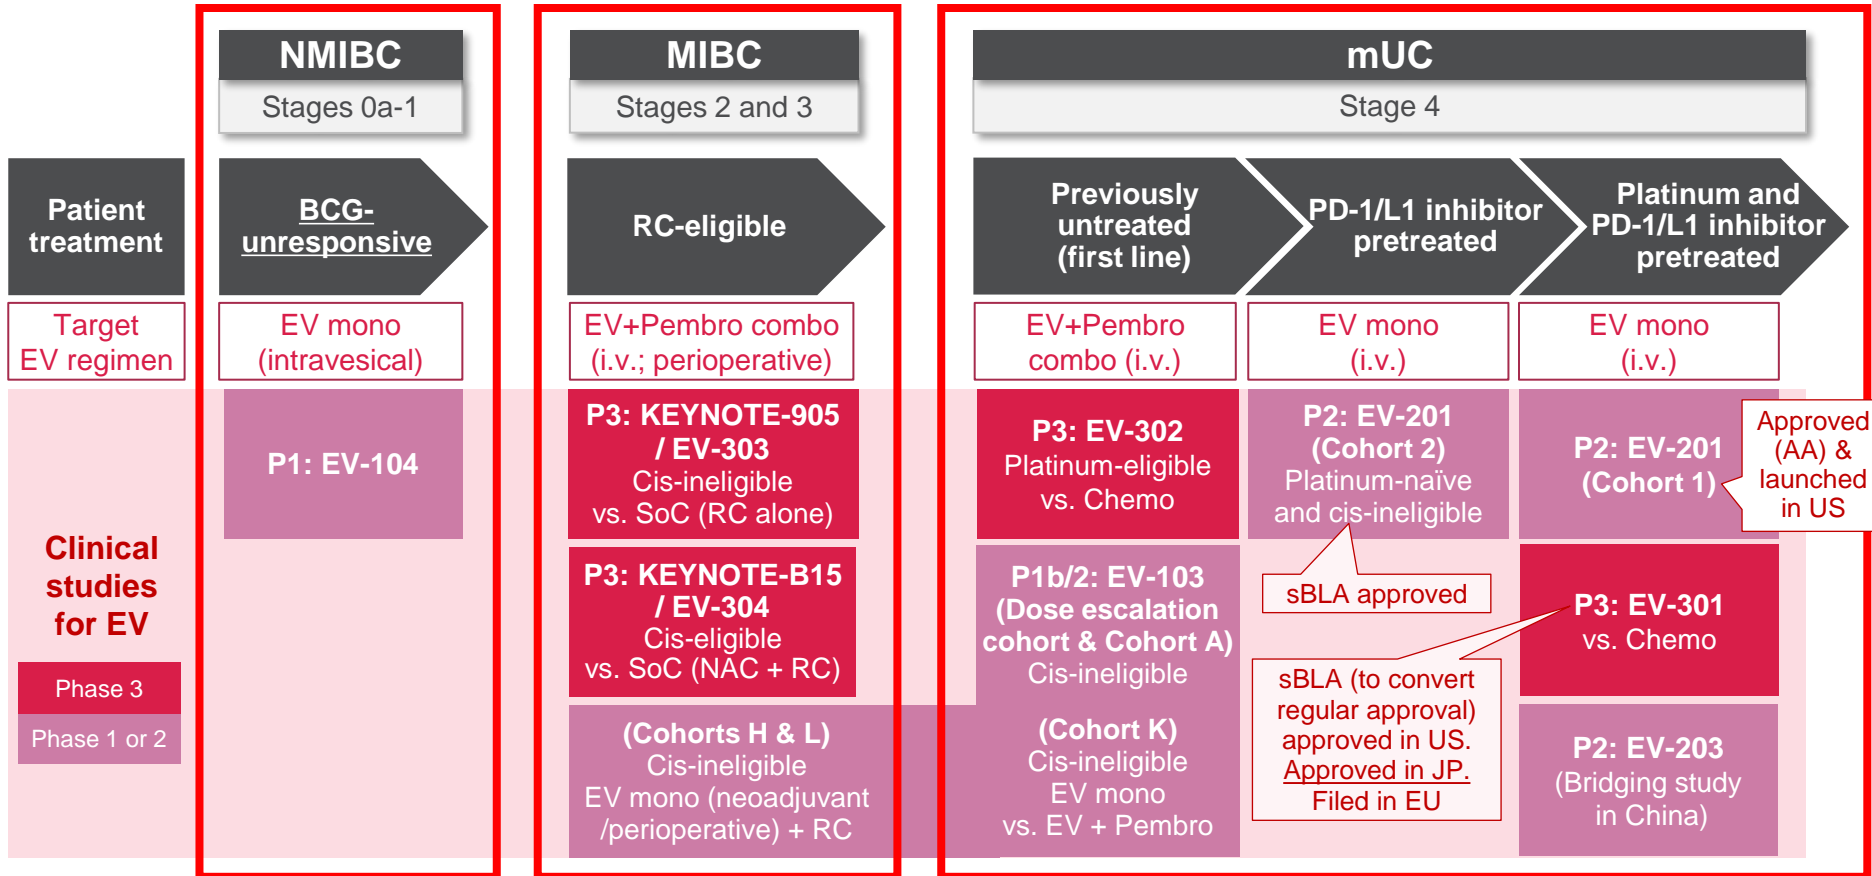 NMIBC
Stages 0a-1
MIBC
Stages 2 and 3
mUC
Stage 4
Patient
treatment
BCG-
unresponsive
RC-eligible
Previously
untreated
(first line)
PD-1/L1 inhibitor
pretreated
Platinum and
PD-1/L1 inhibitor
pretreated
Target
EV regimen
EV mono
(intravesical)
EV+Pembro combo
(i.v.; perioperative)
EV+Pembro
combo (i.v.)
EV mono
(i.v.)
EV mono
(i.v.)
Clinical
studies
for EV
Phase 3
Phase 1 or 2
P1: EV-104
P3: KEYNOTE-905
/ EV-303
Cis-ineligible
vs. SoC (RC alone)
P3: KEYNOTE-B15
/ EV-304
Cis-eligible
vs. SoC (NAC + RC)
(Cohorts H & L)
Cis-ineligible
EV mono (neoadjuvant
/perioperative) + RC
P3: EV-302
Platinum-eligible
vs. Chemo
P1b/2: EV-103
(Dose escalation
cohort & Cohort A)
Cis-ineligible
(Cohort K)
Cis-ineligible
EV mono
vs. EV + Pembro
P2: EV-201
(Cohort 2)
Platinum-naïve
and cis-ineligible
sBLA approved
sBLA (to convert
regular approval)
approved in US.
Approved in JP.
Filed in EU
P2: EV-201
(Cohort 1)
Approved
(AA) &
launched
in US
P3: EV-301
vs. Chemo
P2: EV-203
(Bridging study
in China)